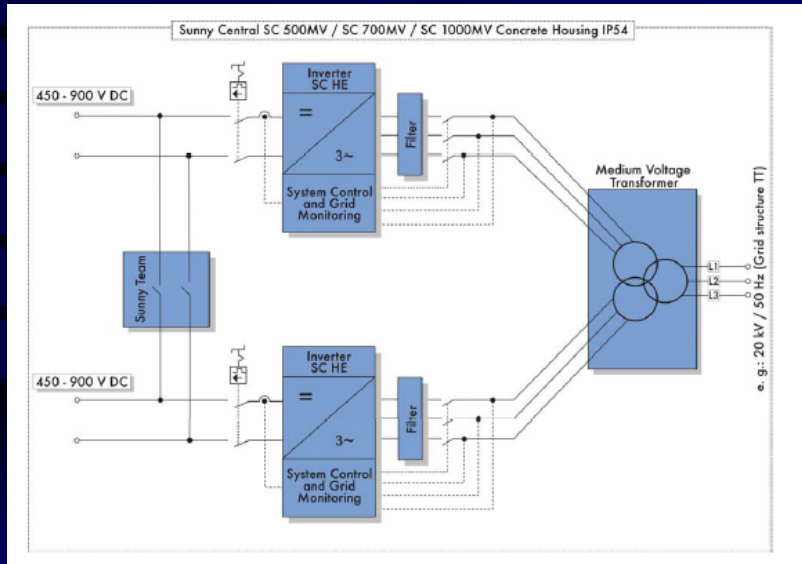 Sunny Central SC 500MV / SC 700MV / SC 1000MV Concrete Housing IP54
450 - 900 V DC
Inverter
SC HE
=
3~
System Control
and Grid
Monitoring
Filter
Medium Voltage
Transformer
L1
L2
L3
e. g.: 20 kV / 50 Hz (Grid structure TT)
Sunny Team
450 - 900 V DC
Inverter
SC HE
=
3~
System Control
and Grid
Monitoring
Filter